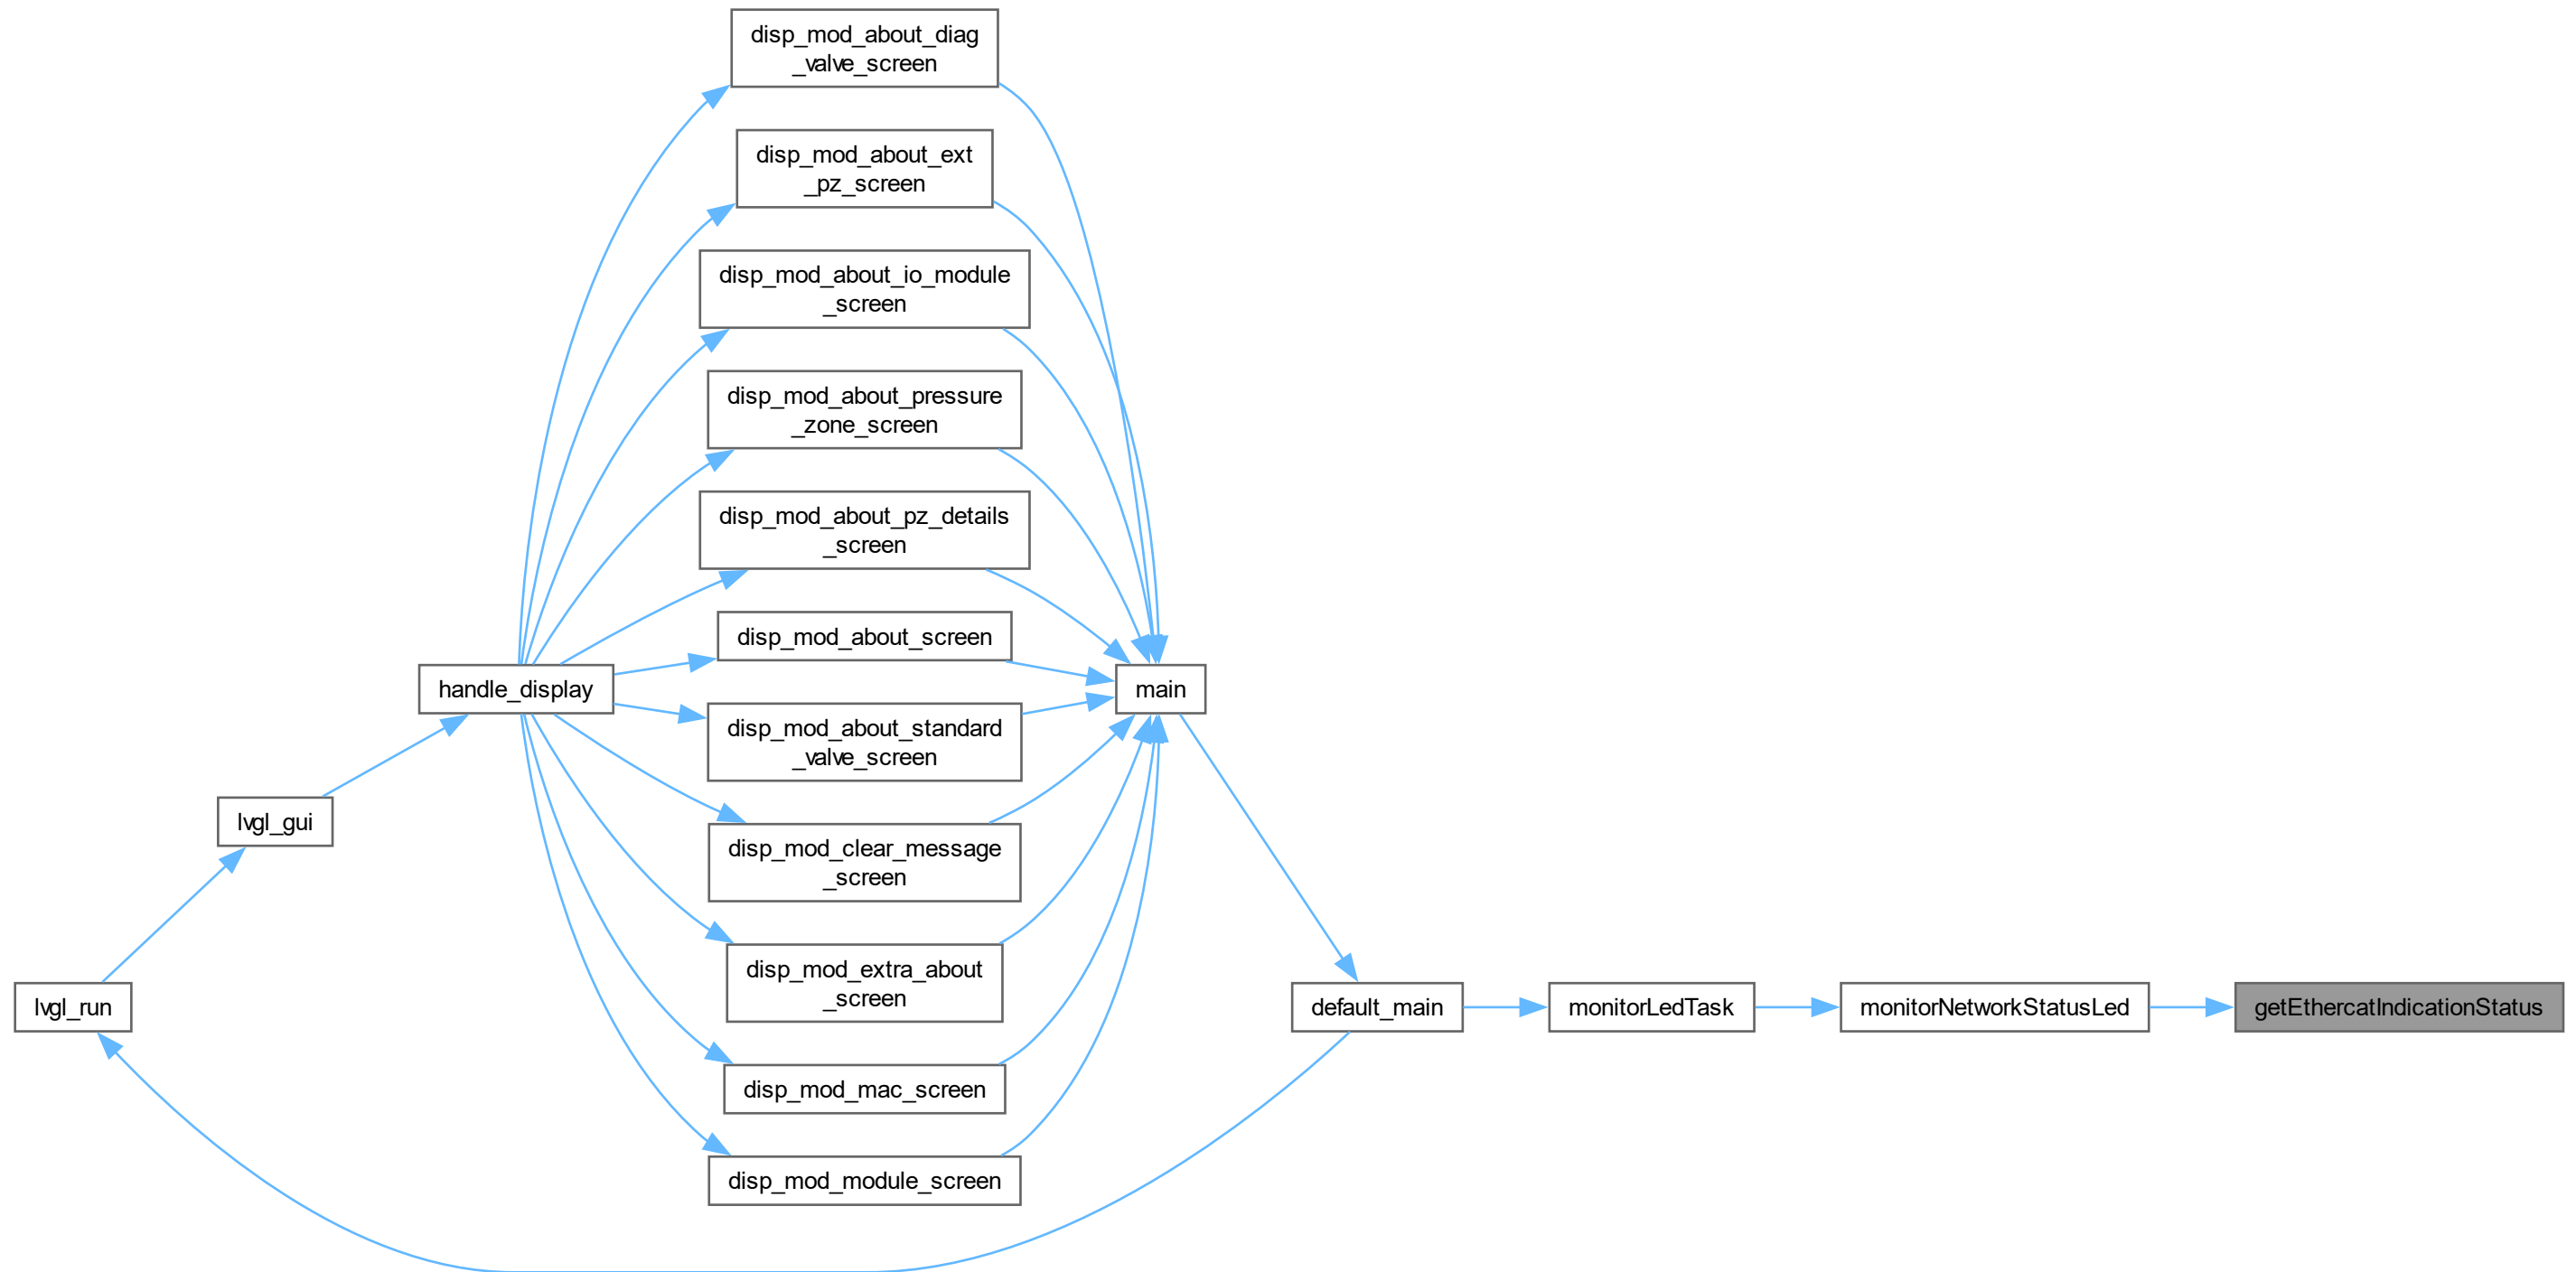 disp_mod_about_diag
_valve_screen
disp_mod_about_ext
_pz_screen
disp_mod_about_io_module
_screen
disp_mod_about_pressure
_zone_screen
disp_mod_about_pz_details
_screen
disp_mod_about_screen
handle_display
main
disp_mod_about_standard
_valve_screen
lvgl_gui
disp_mod_clear_message
_screen
disp_mod_extra_about
_screen
lvgl_run
default_main
monitorLedTask
monitorNetworkStatusLed
getEthercatIndicationStatus
disp_mod_mac_screen
disp_mod_module_screen